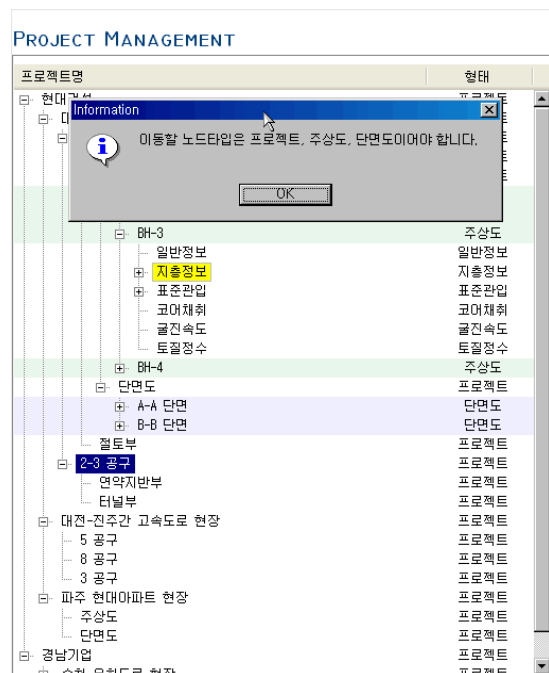 PROJECT MANAGEMENT
프로젝트명 형태
Information
이동할 노드타입은 프로젝트, 주상도, 단면도이어야 합니다.
OK
BH-3 주상도
일반정보 일반정보
지층정보 지층정보
표준관입 표준관입
코어채취 코어채취
굴진속도 굴진속도
토질정수 토질정수
BH-4 주상도
단면도 프로젝트
A-A 단면 단면도
B-B 단면 단면도
절토부 프로젝트
2-3 공구 프로젝트
연약지반부 프로젝트
터널부 프로젝트
대전-진주간 고속도로 현장 프로젝트
5 공구 프로젝트
8 공구 프로젝트
3 공구 프로젝트
파주 현대아파트 현장 프로젝트
주상도 프로젝트
단면도 프로젝트
경남기업 프로젝트